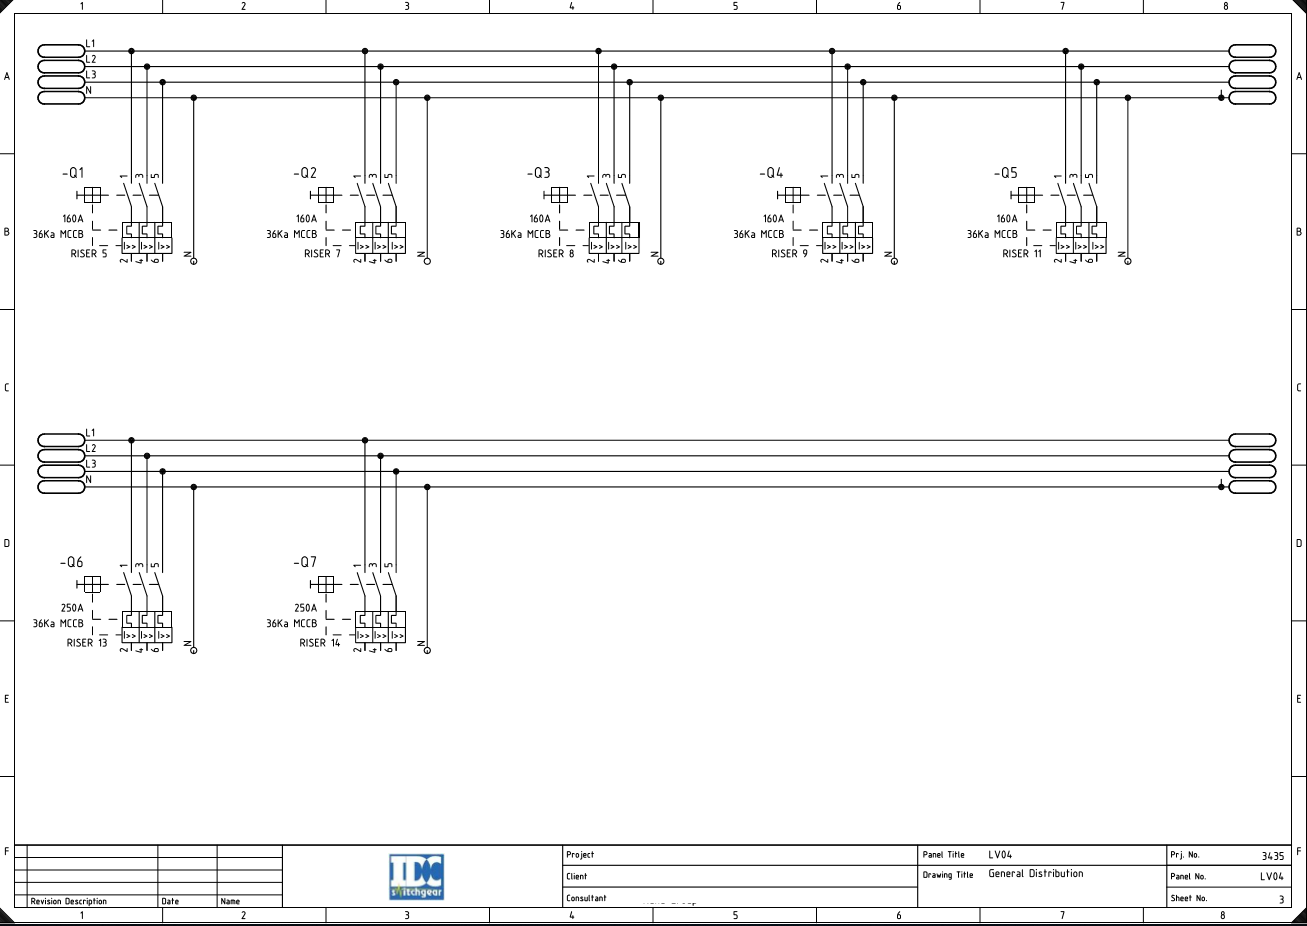 1 2 3 4 5 6 7 8
A A
L1
L2
L3
N
B B
-Q1 1 3 5
160A
36Ka MCCB
RISER 5
I>> I>> I>>
2 4 6 N
-Q2 1 3 5
160A
36Ka MCCB
RISER 7
I>> I>> I>>
2 4 6 N
-Q3 1 3 5
160A
36Ka MCCB
RISER 8
I>> I>> I>>
2 4 6 N
-Q4 1 3 5
160A
36Ka MCCB
RISER 9
I>> I>> I>>
2 4 6 N
-Q5 1 3 5
160A
36Ka MCCB
RISER 11
I>> I>> I>>
2 4 6 N
C C
L1
L2
L3
N
D D
-Q6 1 3 5
250A
36Ka MCCB
RISER 13
I>> I>> I>>
2 4 6 N
-Q7 1 3 5
250A
36Ka MCCB
RISER 14
I>> I>> I>>
2 4 6 N
E E
F F
Revision Description Date Name
IDC
switchgear
Project
Client
Consultant
Panel Title LV04
Drawing Title General Distribution
Prj. No. 3435
Panel No. LV04
Sheet No. 3
1 2 3 4 5 6 7 8